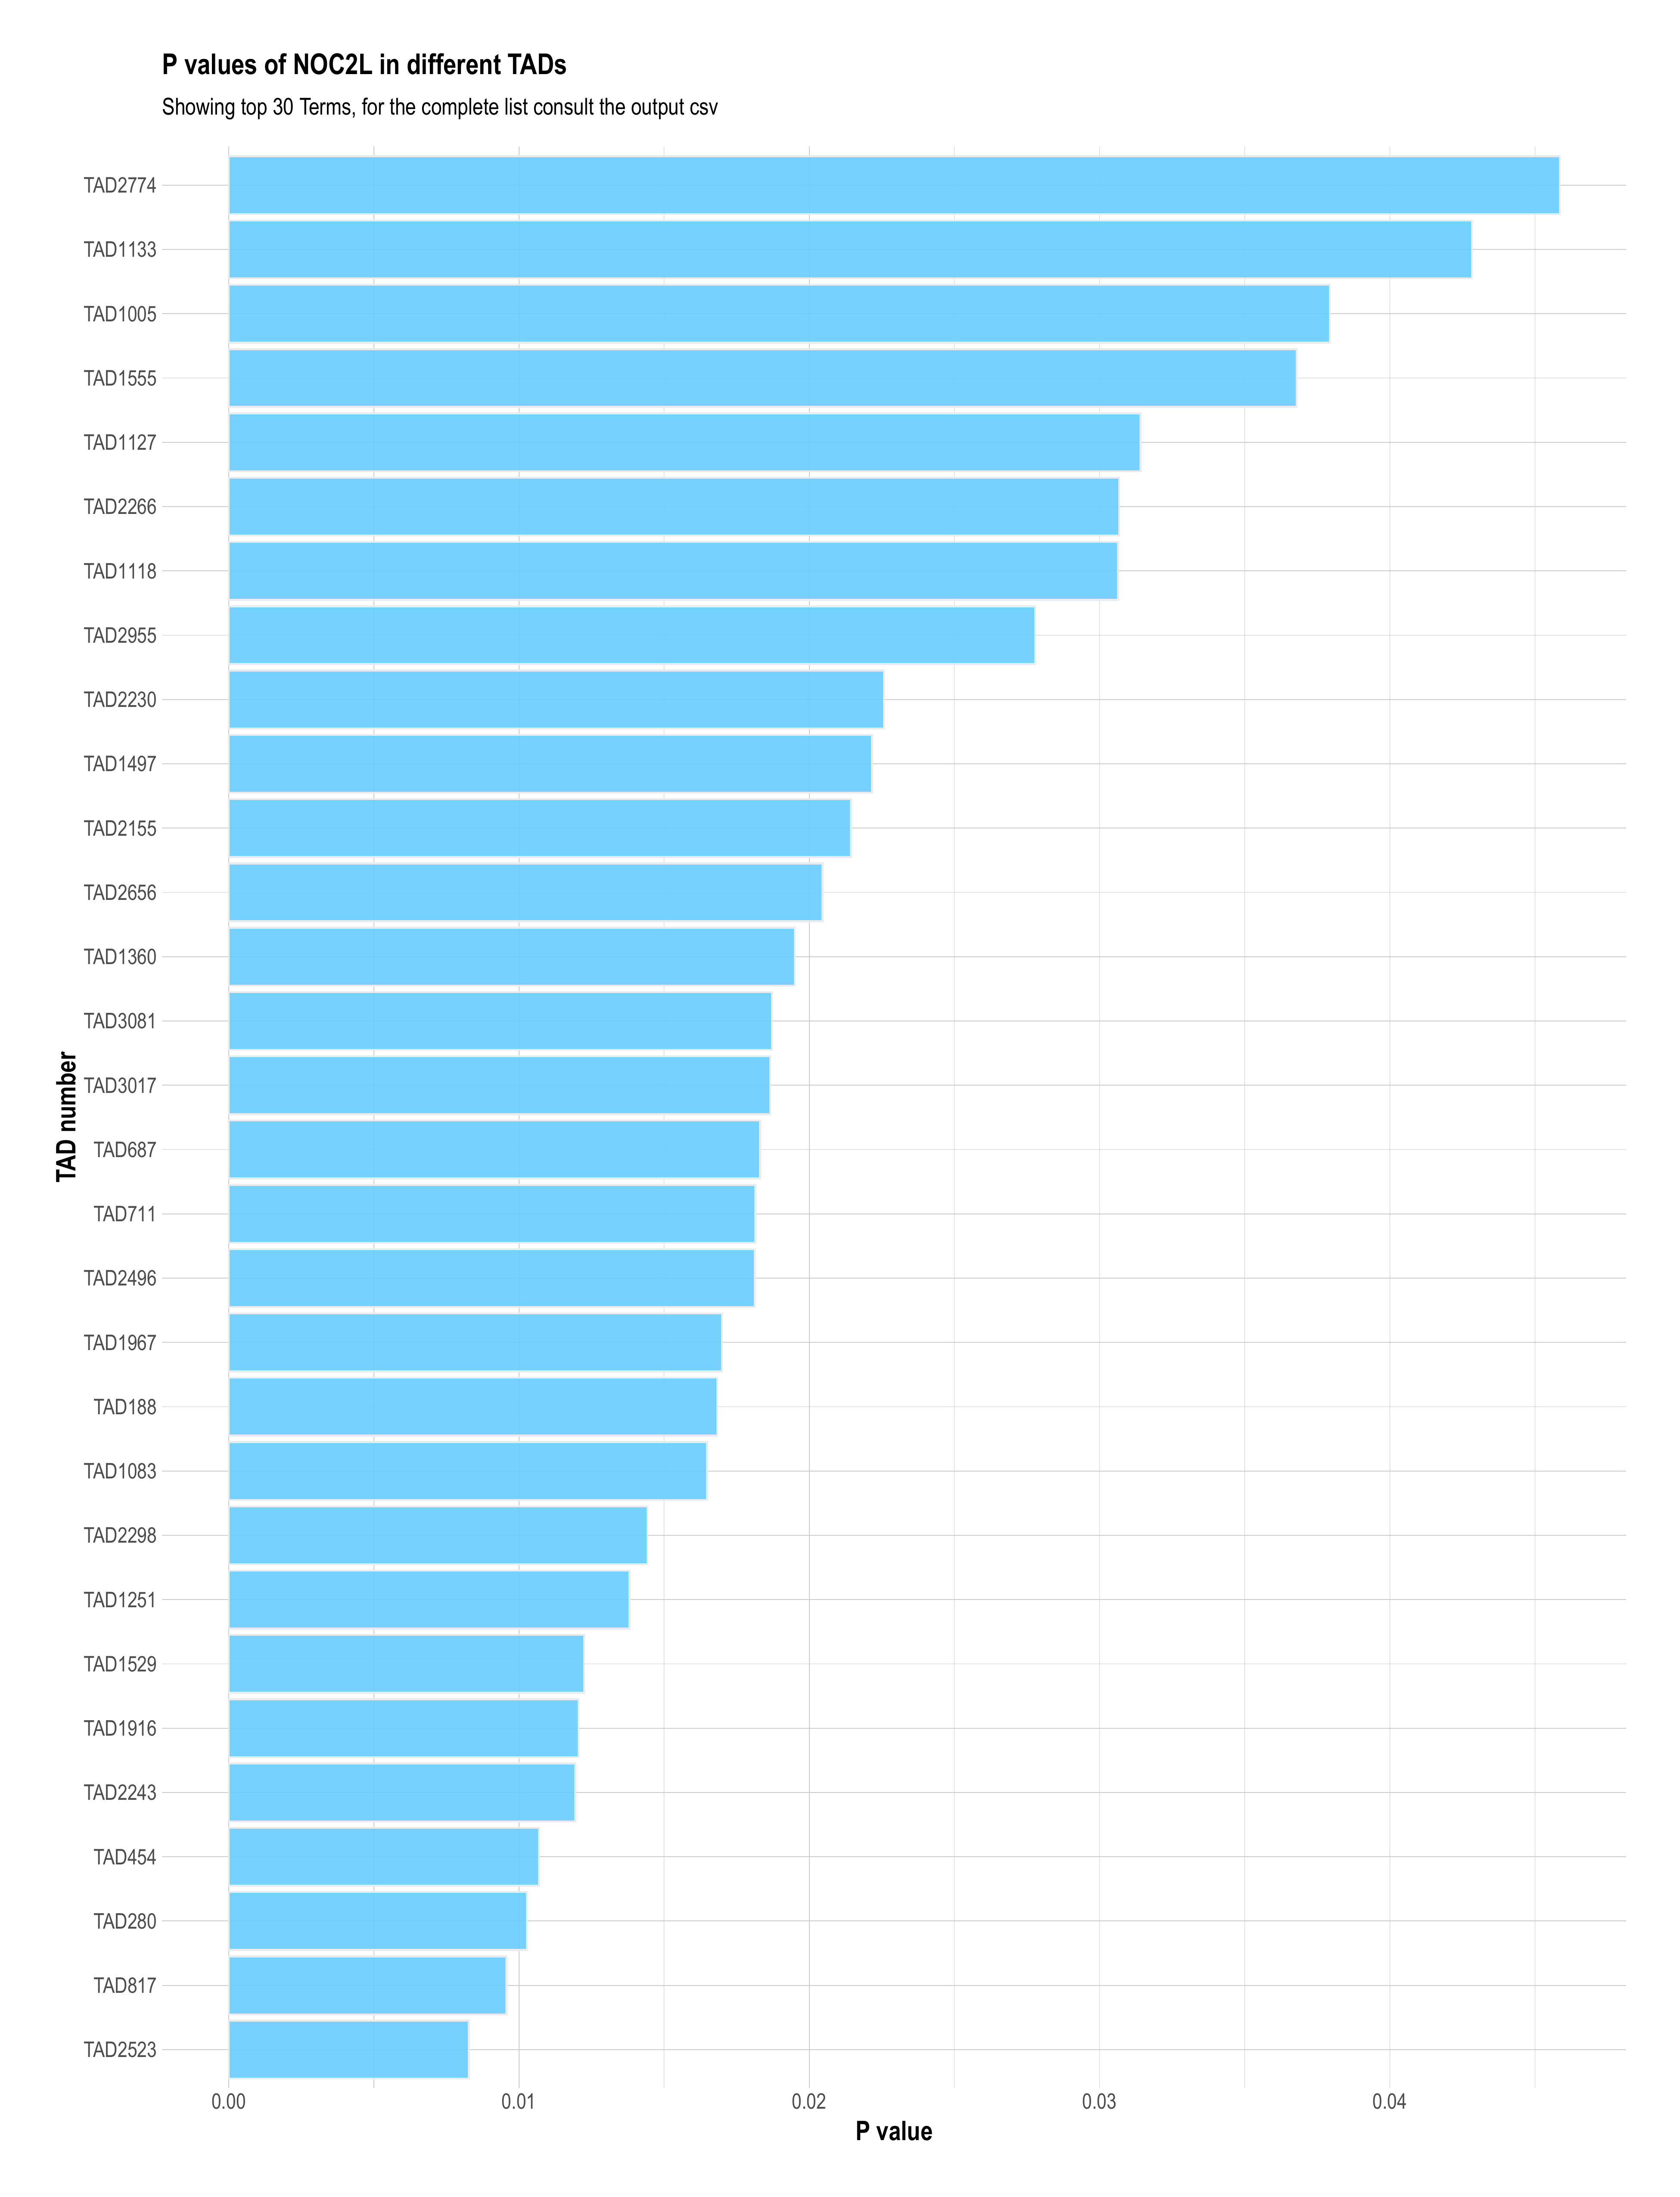 P values of NOC2L in different TADs
Showing top 30 Terms, for the complete list consult the output csv
TAD number
TAD2774
TAD1133
TAD1005
TAD1555
TAD1127
TAD2266
TAD1118
TAD2955
TAD2230
TAD1497
TAD2155
TAD2656
TAD1360
TAD3081
TAD3017
TAD687
TAD711
TAD2496
TAD1967
TAD188
TAD1083
TAD2298
TAD1251
TAD1529
TAD1916
TAD2243
TAD454
TAD280
TAD817
TAD2523
0.00 0.01 0.02 0.03 0.04
P value